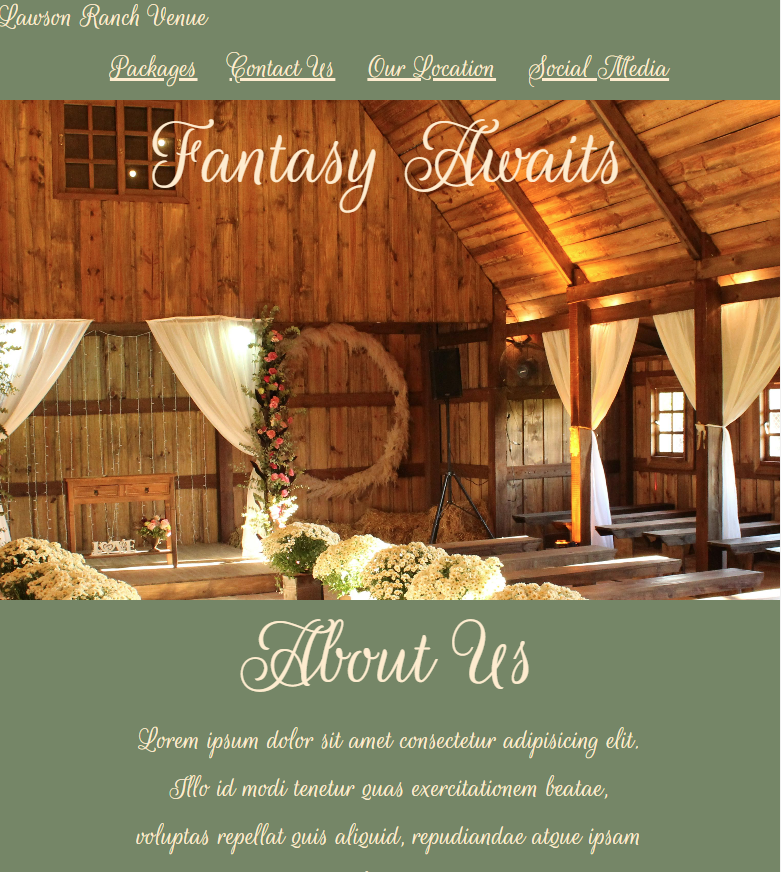 Lawson Ranch Venue
Packages Contact Us Our Location Social Media
Fantasy Awaits
LOVE
About Us
Lorem ipsum dolor sit amet consectetur adipisicing elit.
Illo id modi tenetur quas exercitationem beatae,
voluptas repellat quis aliquid, repudiandae atque ipsam